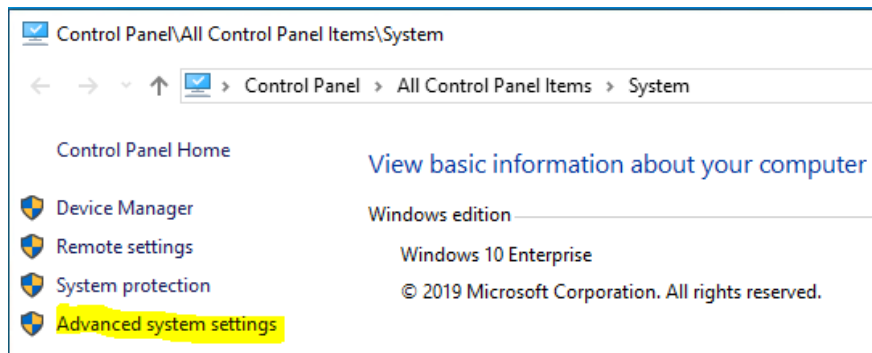 Control Panel\All Control Panel Items\System
Control Panel > All Control Panel Items > System
Control Panel Home
View basic information about your computer
Device Manager
Windows edition
Remote settings
Windows 10 Enterprise
System protection
© 2019 Microsoft Corporation. All rights reserved.
Advanced system settings